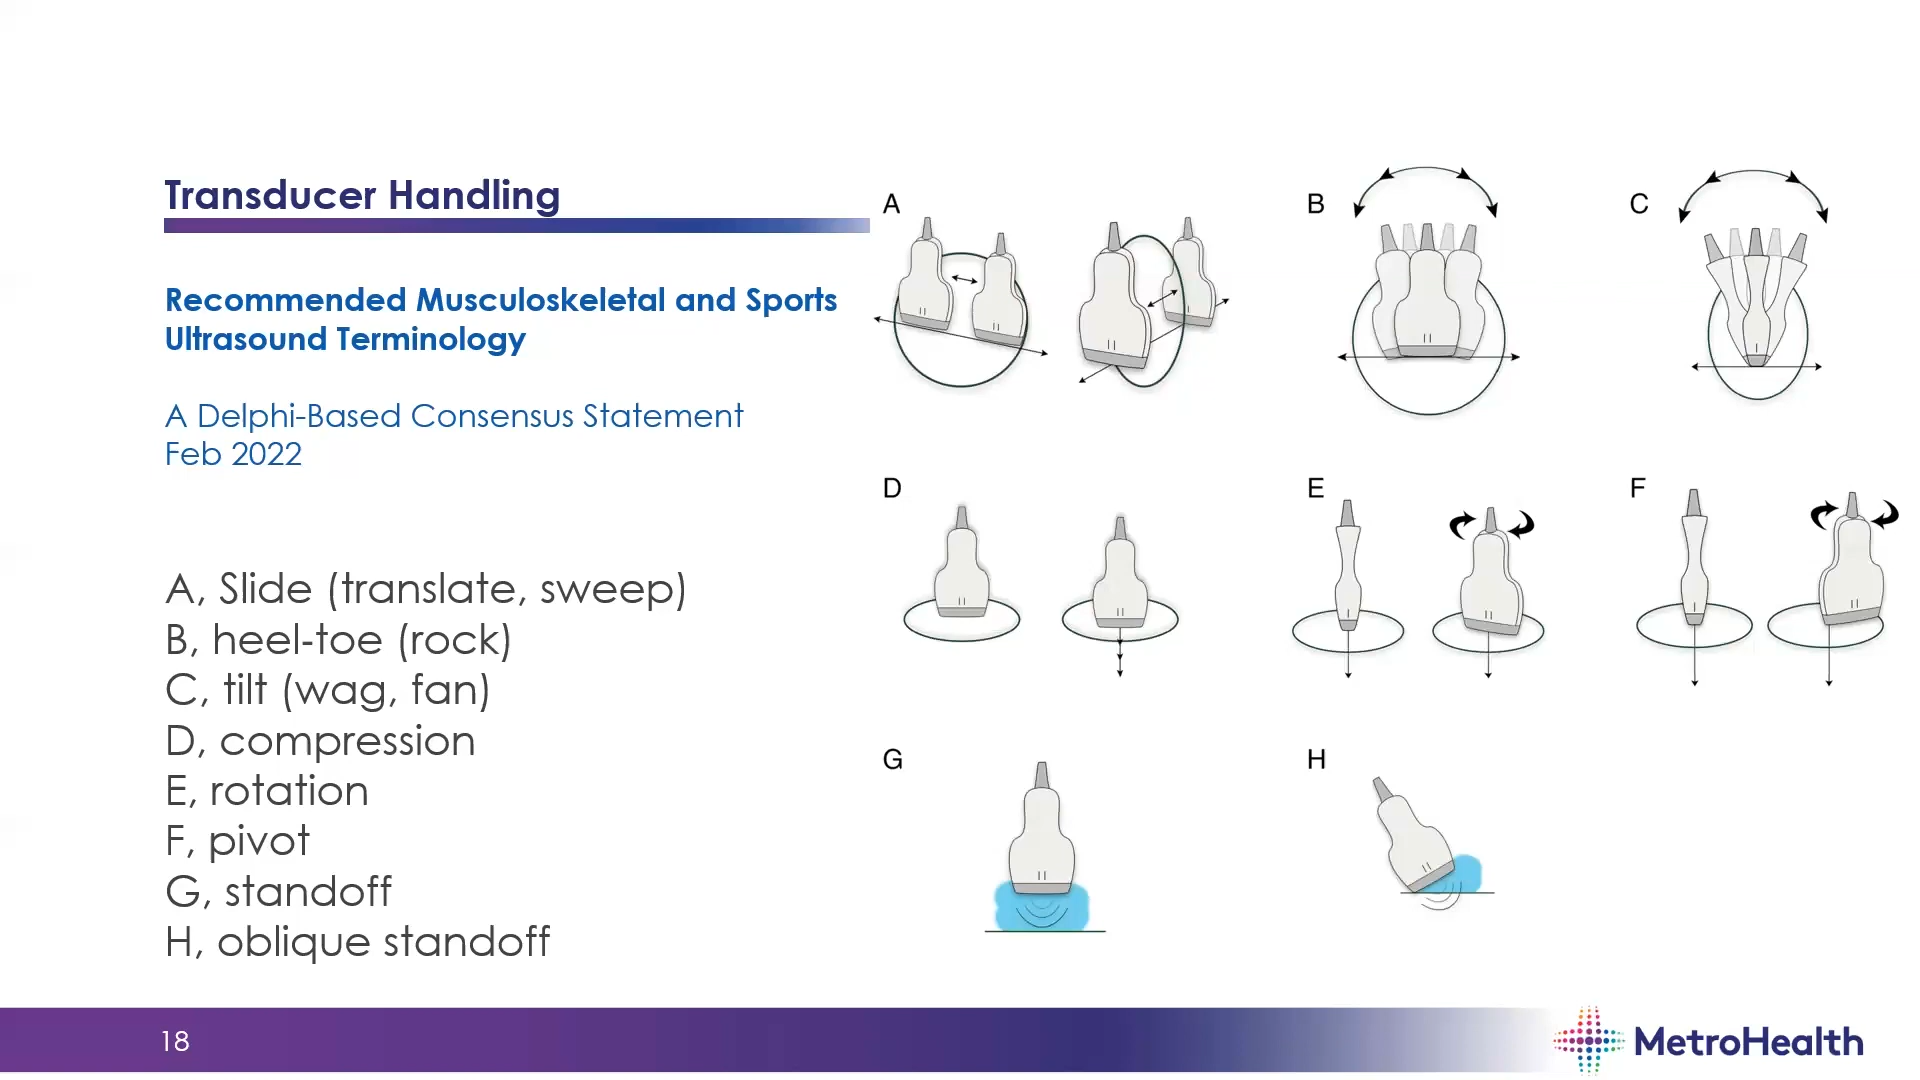 Transducer Handling
Recommended Musculoskeletal and Sports
Ultrasound Terminology
A Delphi-Based Consensus Statement
Feb 2022
A, Slide (translate, sweep)
B, heel-toe (rock)
C, tilt (wag, fan)
D, compression
E, rotation
F, pivot
G, standoff
H, oblique standoff
A
B
C
D
E
F
G
H
18
MetroHealth